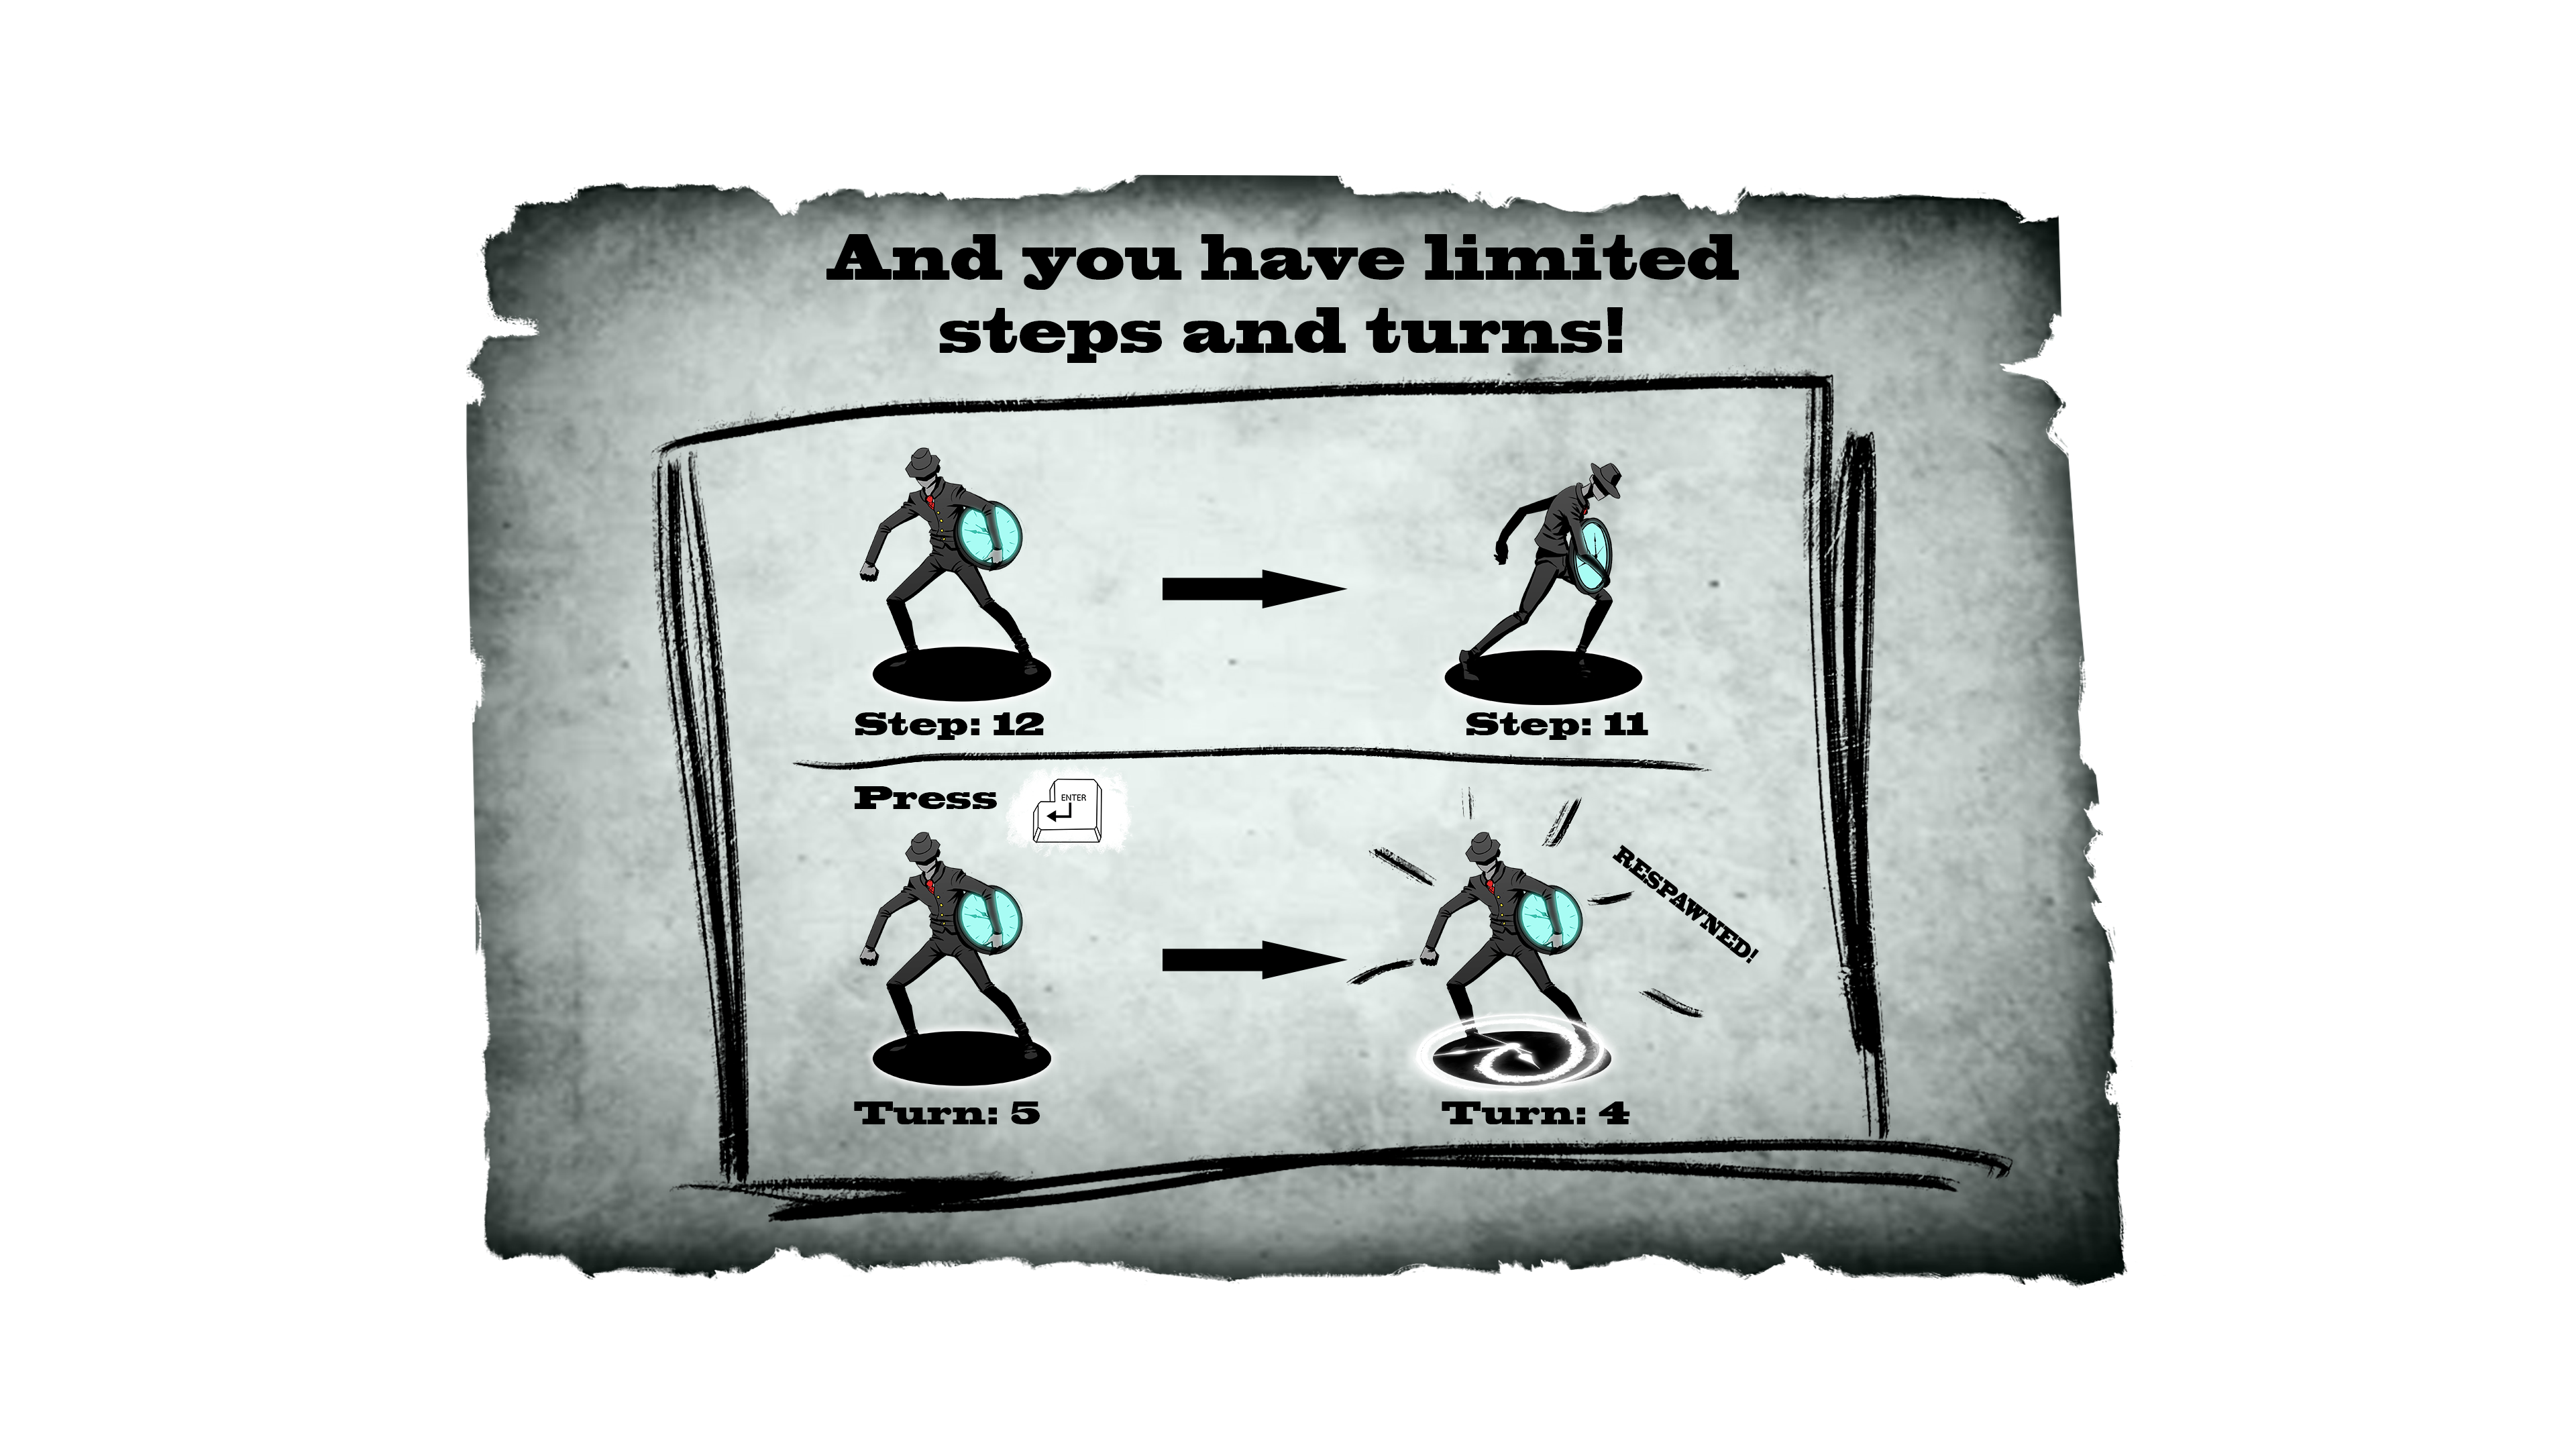 And you have limited
steps and turns!
Step: 12
Step: 11
Press
ENTER
RESPAWNED!
Turn: 5
Turn: 4